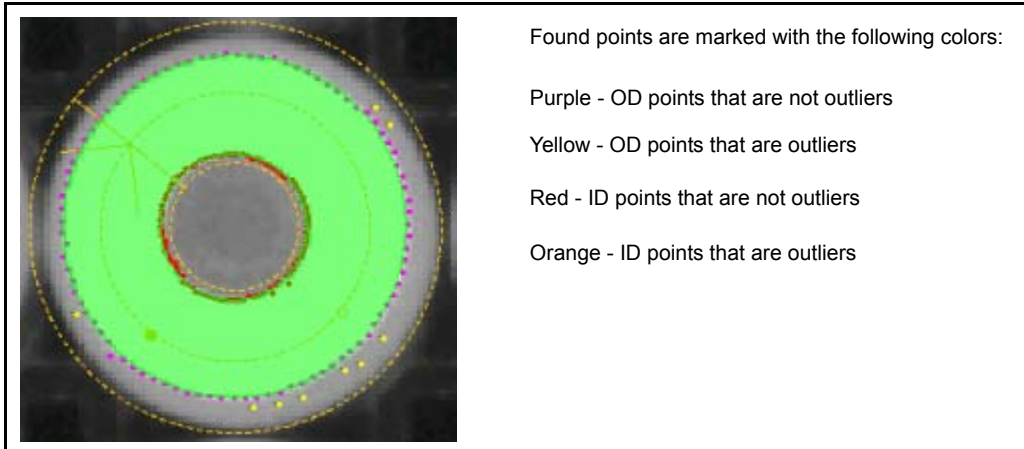 Found points are marked with the following colors:
Purple - OD points that are not outliers
Yellow - OD points that are outliers
Red - ID points that are not outliers
Orange - ID points that are outliers